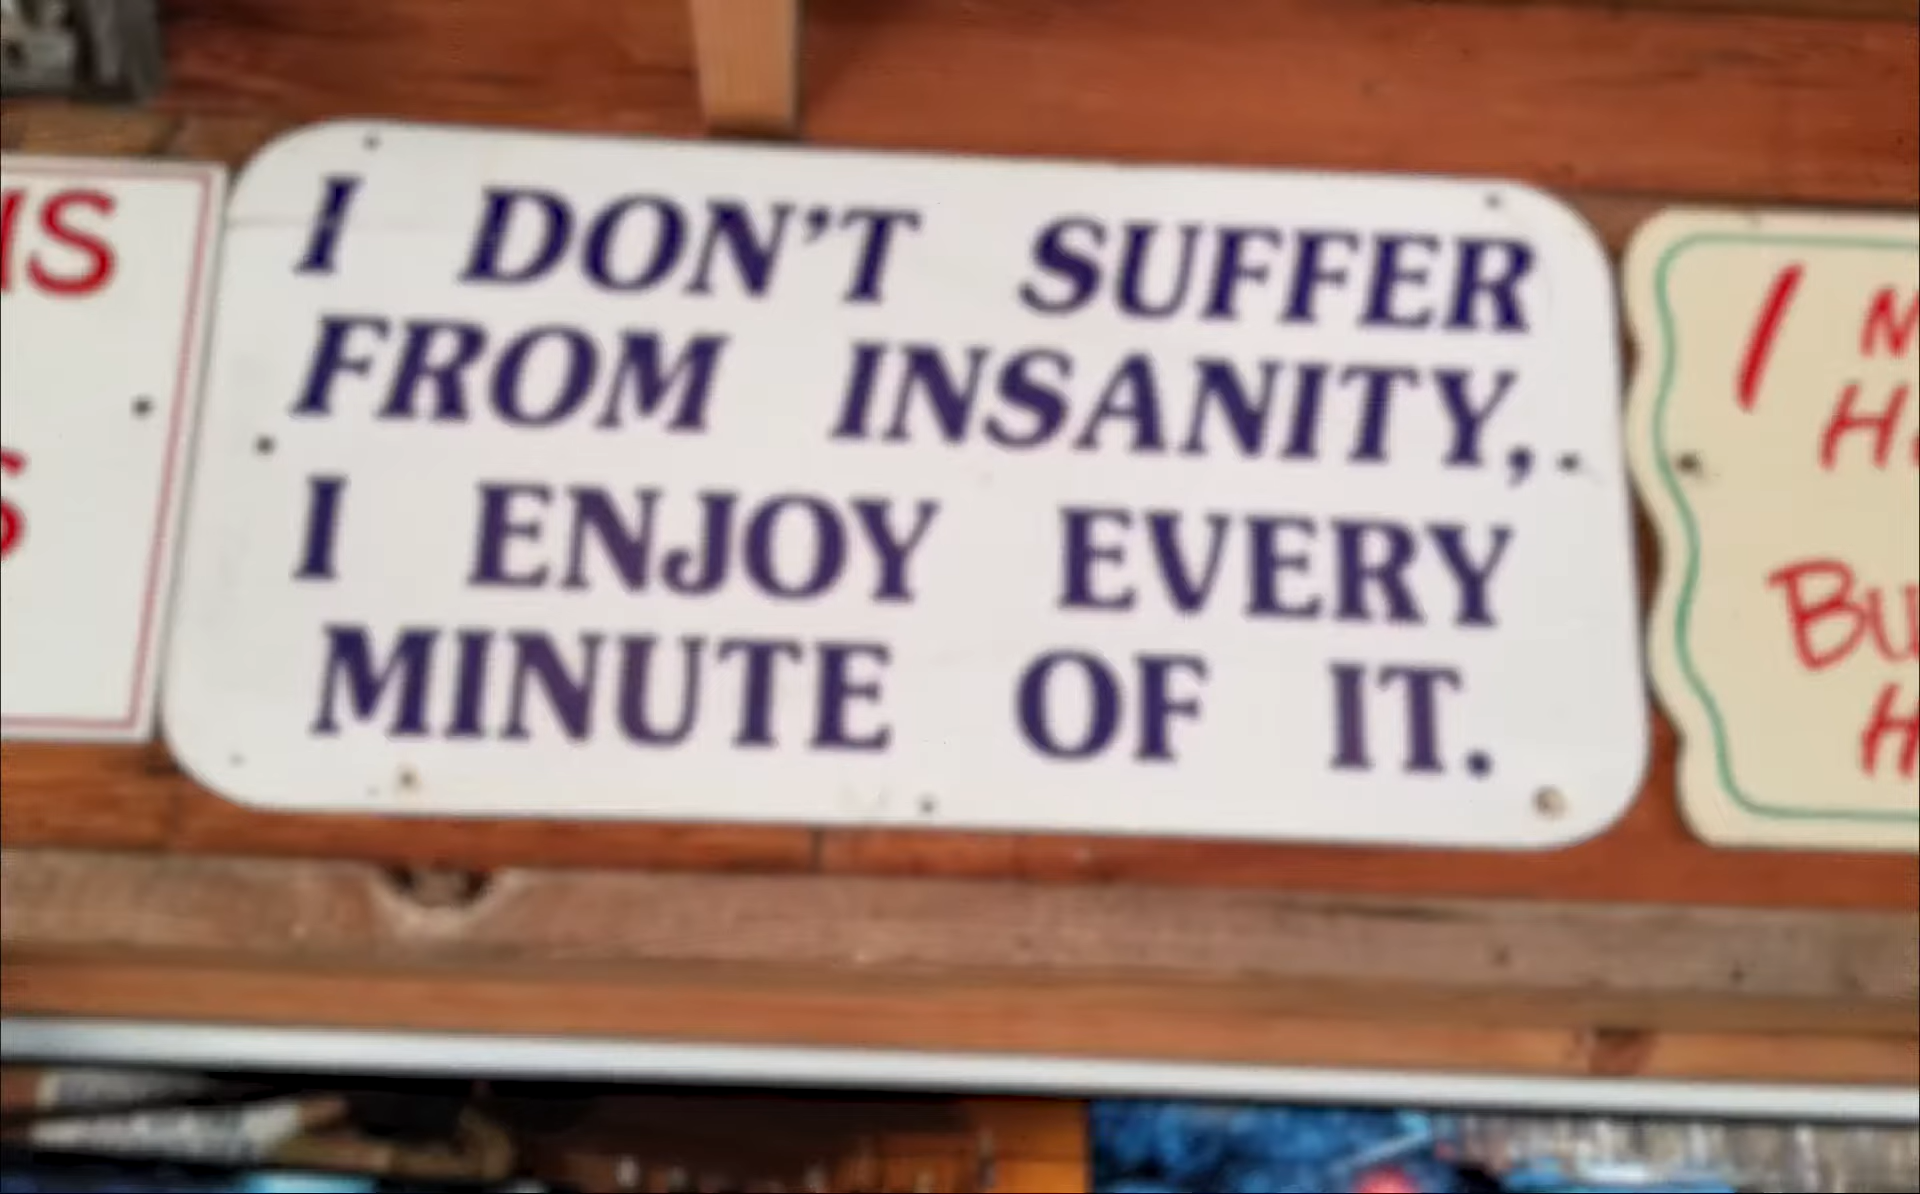 I DON'T SUFFER
FROM INSANITY,
I ENJOY EVERY
MINUTE OF IT.